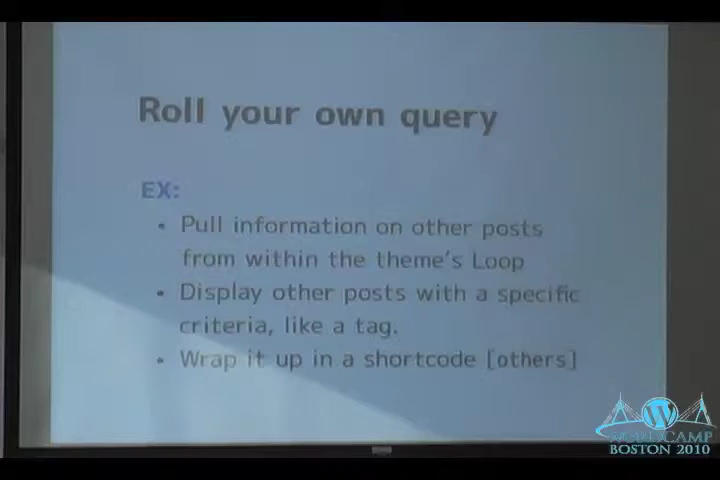 Roll your own query
EX:
• Pull information on other posts
from within the theme's Loop
• Display other posts with a specific
criteria, like a tag.
• Wrap it up in a shortcode [others]
WORDCAMP
BOSTON 2010